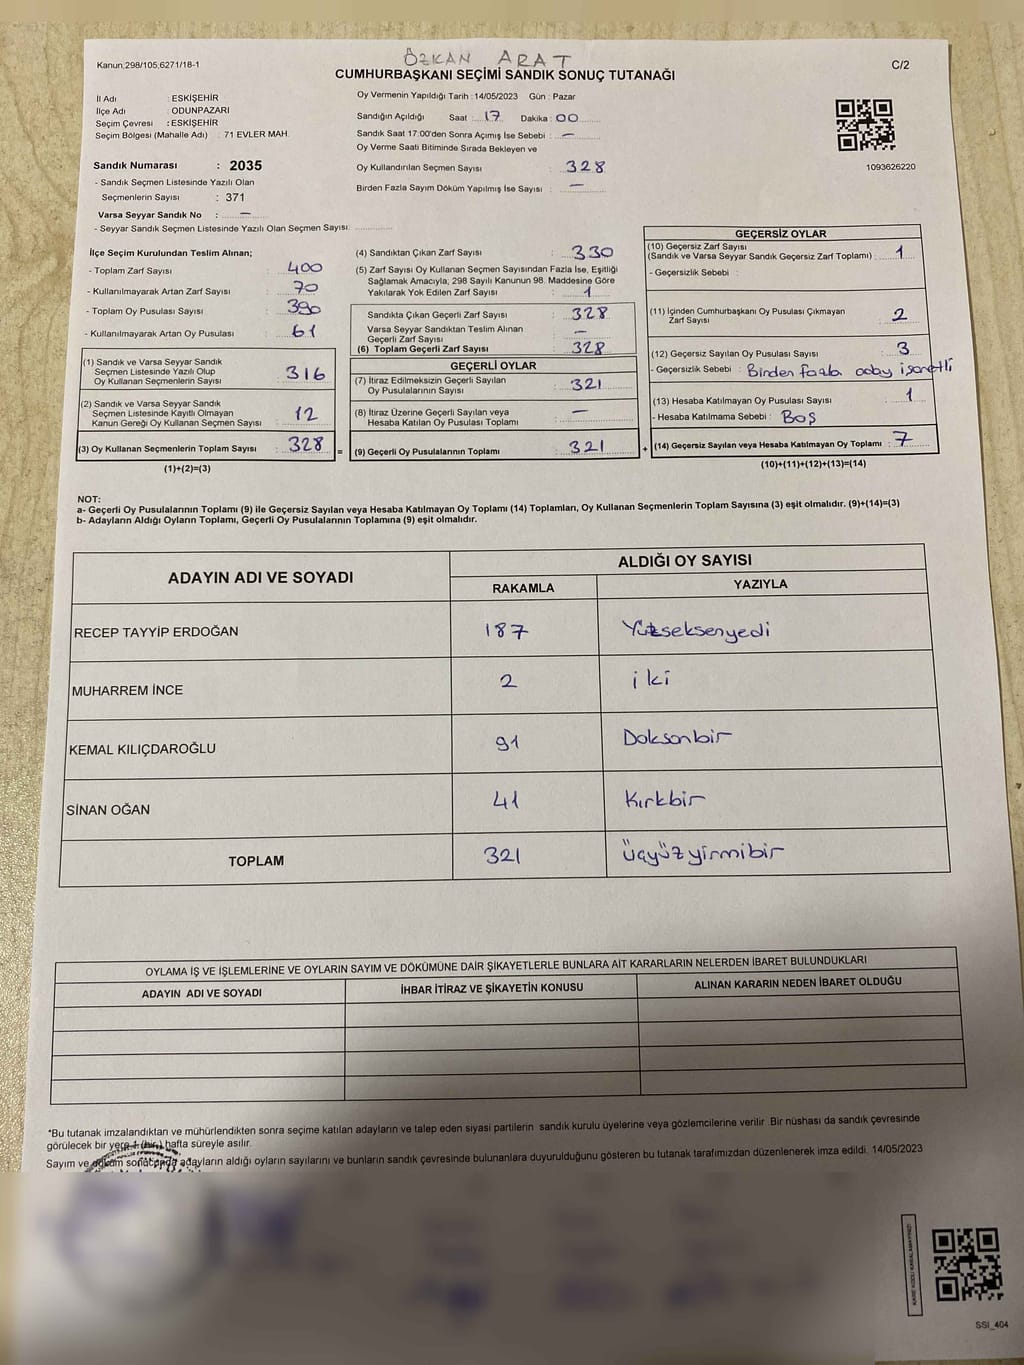 ÖZKAN ARAT
Kanun;298/105,6271/18-1
CUMHURBAŞKANI SEÇİMİ SANDIK SONUÇ TUTANAĞI
C/2
İl Adı : ESKİŞEHİR
İlçe Adı : ODUNPAZARI
Seçim Çevresi : ESKİŞEHİR
Seçim Bölgesi (Mahalle Adı) : 71 EVLER MAH.
Sandık Numarası : 2035
- Sandık Seçmen Listesinde Yazılı Olan
Seçmenlerin Sayısı : 371
Varsa Seyyar Sandık No : —
- Seyyar Sandık Seçmen Listesinde Yazılı Olan Seçmen Sayısı
Oy Vermenin Yapıldığı Tarih : 14/05/2023 Gün : Pazar
Sandığın Açıldığı Saat : 17 Dakika : 00
Sandık Saat 17:00'den Sonra Açımış İse Sebebi : —
Oy Verme Saati Bitiminde Sırada Bekleyen ve
Oy Kullandırılan Seçmen Sayısı : 328
Birden Fazla Sayım Döküm Yapılmış İse Sayısı : —
1093626220
İlçe Seçim Kurulundan Teslim Alınan;
- Toplam Zarf Sayısı : 400
- Kullanılmayarak Artan Zarf Sayısı : 70
- Toplam Oy Pusulası Sayısı : 390
- Kullanılmayarak Artan Oy Pusulası : 61
(1) Sandık ve Varsa Seyyar Sandık
Seçmen Listesinde Yazılı Olup
Oy Kullanan Seçmenlerin Sayısı : 316
(2) Sandık ve Varsa Seyyar Sandık
Seçmen Listesinde Kayıtlı Olmayan
Kanun Gereği Oy Kullanan Seçmen Sayısı : 12
(3) Oy Kullanan Seçmenlerin Toplam Sayısı : 328
(1)+(2)=(3)
(4) Sandıktan Çıkan Zarf Sayısı : 330
(5) Zarf Sayısı Oy Kullanan Seçmen Sayısından Fazla İse, Eşitliği
Sağlamak Amacıyla, 298 Sayılı Kanunun 98. Maddesine Göre
Yakılarak Yok Edilen Zarf Sayısı : 1
Sandıkta Çıkan Geçerli Zarf Sayısı : 328
Varsa Seyyar Sandıktan Teslim Alınan
Geçerli Zarf Sayısı : —
(6) Toplam Geçerli Zarf Sayısı : 328
GEÇERLİ OYLAR
(7) İtiraz Edilmeksizin Geçerli Sayılan
Oy Pusulalarının Sayısı : 321
(8) İtiraz Üzerine Geçerli Sayılan veya
Hesaba Katılan Oy Pusulası Toplamı : —
= (9) Geçerli Oy Pusulalarının Toplamı : 321
GEÇERSİZ OYLAR
(10) Geçersiz Zarf Sayısı
(Sandık ve Varsa Seyyar Sandık Geçersiz Zarf Toplamı) : 1
- Geçersizlik Sebebi :
(11) İçinden Cumhurbaşkanı Oy Pusulası Çıkmayan
Zarf Sayısı : 2
(12) Geçersiz Sayılan Oy Pusulası Sayısı : 3
- Geçersizlik Sebebi : Birden fazla aday işaretli
(13) Hesaba Katılmayan Oy Pusulası Sayısı : 1
- Hesaba Katılmama Sebebi : Boş
+ (14) Geçersiz Sayılan veya Hesaba Katılmayan Oy Toplamı : 7
(10)+(11)+(12)+(13)=(14)
NOT:
a- Geçerli Oy Pusulalarının Toplamı (9) ile Geçersiz Sayılan veya Hesaba Katılmayan Oy Toplamı (14) Toplamları, Oy Kullanan Seçmenlerin Toplam Sayısına (3) eşit olmalıdır. (9)+(14)=(3)
b- Adayların Aldığı Oyların Toplamı, Geçerli Oy Pusulalarının Toplamına (9) eşit olmalıdır.
ADAYIN ADI VE SOYADI
ALDIĞI OY SAYISI
RAKAMLA YAZIYLA
RECEP TAYYİP ERDOĞAN 187 Yüzseksenyedi
MUHARREM İNCE 2 iki
KEMAL KILIÇDAROĞLU 91 Doksanbir
SİNAN OĞAN 41 Kırkbir
TOPLAM 321 üçyüzyirmibir
OYLAMA İŞ VE İŞLEMLERİNE VE OYLARIN SAYIM VE DÖKÜMÜNE DAİR ŞİKAYETLERLE BUNLARA AİT KARARLARIN NELERDEN İBARET BULUNDUKLARI
ADAYIN ADI VE SOYADI İHBAR İTİRAZ VE ŞİKAYETİN KONUSU ALINAN KARARIN NEDEN İBARET OLDUĞU
*Bu tutanak imzalandıktan ve mühürlendikten sonra seçime katılan adayların ve talep eden siyasi partilerin sandık kurulu üyelerine veya gözlemcilerine verilir. Bir nüshası da sandık çevresinde
görülecek bir yere 1 (bir) hafta süreyle asılır.
Sayım ve döküm sonucunda adayların aldığı oyların sayılarını ve bunların sandık çevresinde bulunanlara duyurulduğunu gösteren bu tutanak tarafımızdan düzenlenerek imza edildi. 14/05/2023
SSI_404